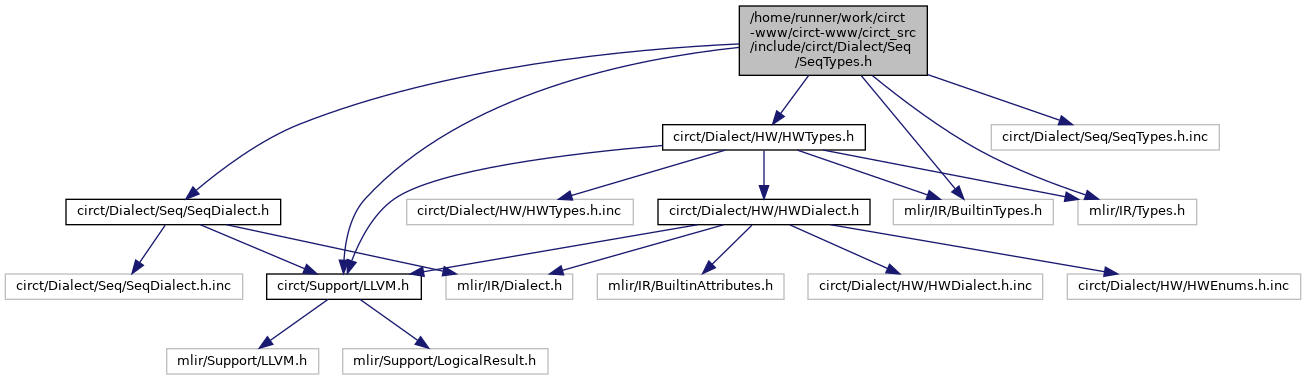 /home/runner/work/circt
-www/circt-www/circt_src
/include/circt/Dialect/Seq
/SeqTypes.h
circt/Dialect/HW/HWTypes.h
circt/Dialect/Seq/SeqTypes.h.inc
circt/Dialect/Seq/SeqDialect.h
circt/Dialect/HW/HWTypes.h.inc
circt/Dialect/HW/HWDialect.h
mlir/IR/BuiltinTypes.h
mlir/IR/Types.h
circt/Dialect/Seq/SeqDialect.h.inc
circt/Support/LLVM.h
mlir/IR/Dialect.h
mlir/IR/BuiltinAttributes.h
circt/Dialect/HW/HWDialect.h.inc
circt/Dialect/HW/HWEnums.h.inc
mlir/Support/LLVM.h
mlir/Support/LogicalResult.h